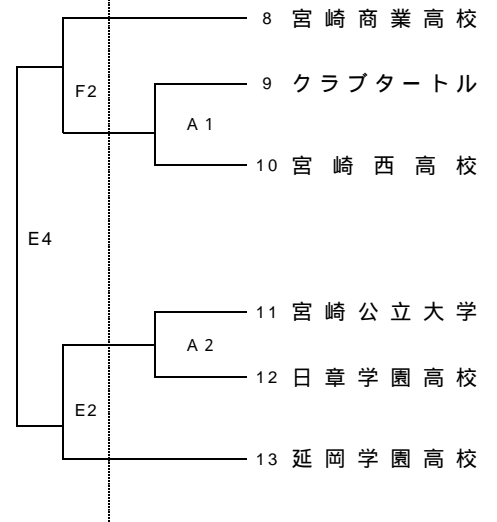 8 宮崎商業高校
F2
9 クラブタートル
A1
10 宮崎西高校
E4
11 宮崎公立大学
A2
12 日章学園高校
E2
13 延岡学園高校